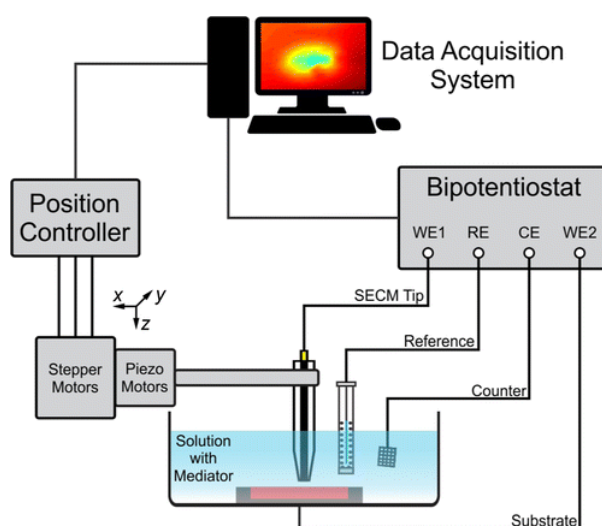 Data Acquisition
System
Position
Controller
Bipotentiostat
WE1 RE CE WE2
x y
z
SECM Tip
Reference
Stepper
Motors
Piezo
Motors
Counter
Solution
with
Mediator
Substrate